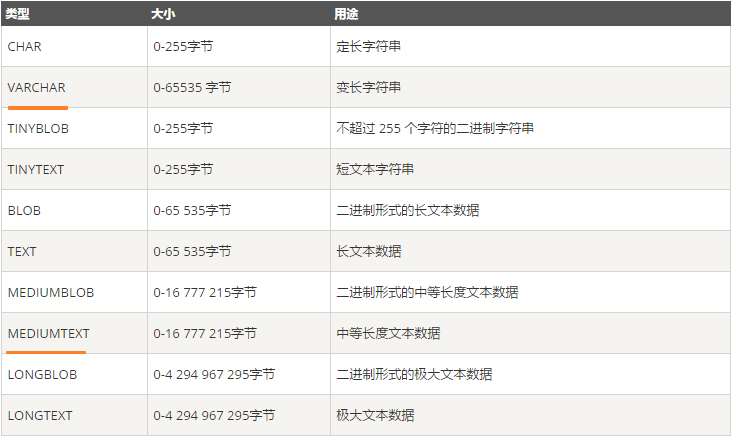 类型 大小 用途
CHAR 0-255字节 定长字符串
VARCHAR 0-65535 字节 变长字符串
TINYBLOB 0-255字节 不超过 255 个字符的二进制字符串
TINYTEXT 0-255字节 短文本字符串
BLOB 0-65 535字节 二进制形式的长文本数据
TEXT 0-65 535字节 长文本数据
MEDIUMBLOB 0-16 777 215字节 二进制形式的中等长度文本数据
MEDIUMTEXT 0-16 777 215字节 中等长度文本数据
LONGBLOB 0-4 294 967 295字节 二进制形式的极大文本数据
LONGTEXT 0-4 294 967 295字节 极大文本数据